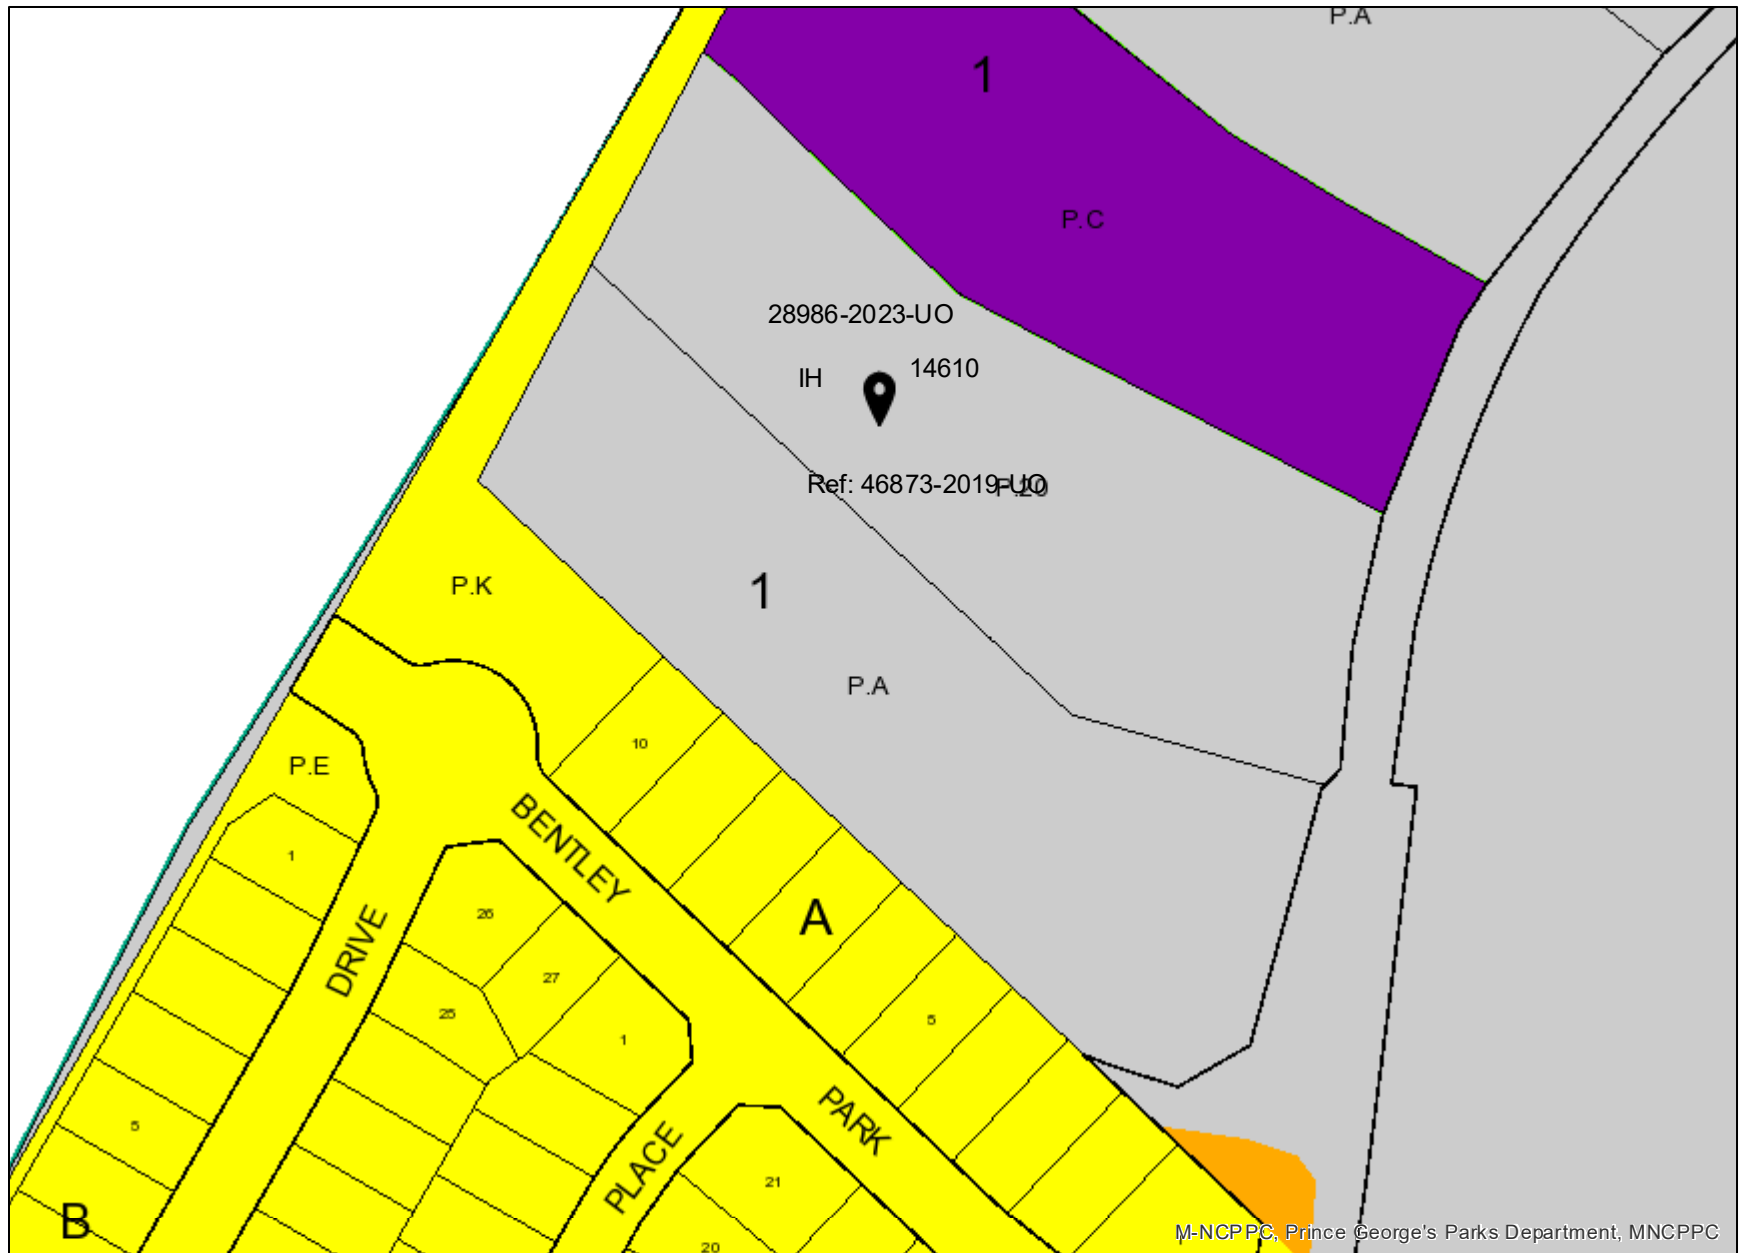 P.A
1
P.C
28986-2023-UO
14610
IH
Ref: 46873-2019-UO
P.20
P.K
1
P.A
10
P.E
BENTLEY
1
A
26
DRIVE
27
25
5
1
PARK
5
PLACE
21
B
20
M-NCPPC, Prince George's Parks Department, MNCPPC